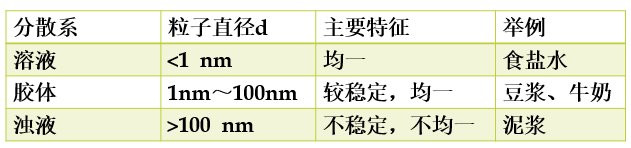 分散系 粒子直径d 主要特征 举例
溶液 <1 nm 均一 食盐水
胶体 1nm～100nm 较稳定，均一 豆浆、牛奶
浊液 >100 nm 不稳定，不均一 泥浆